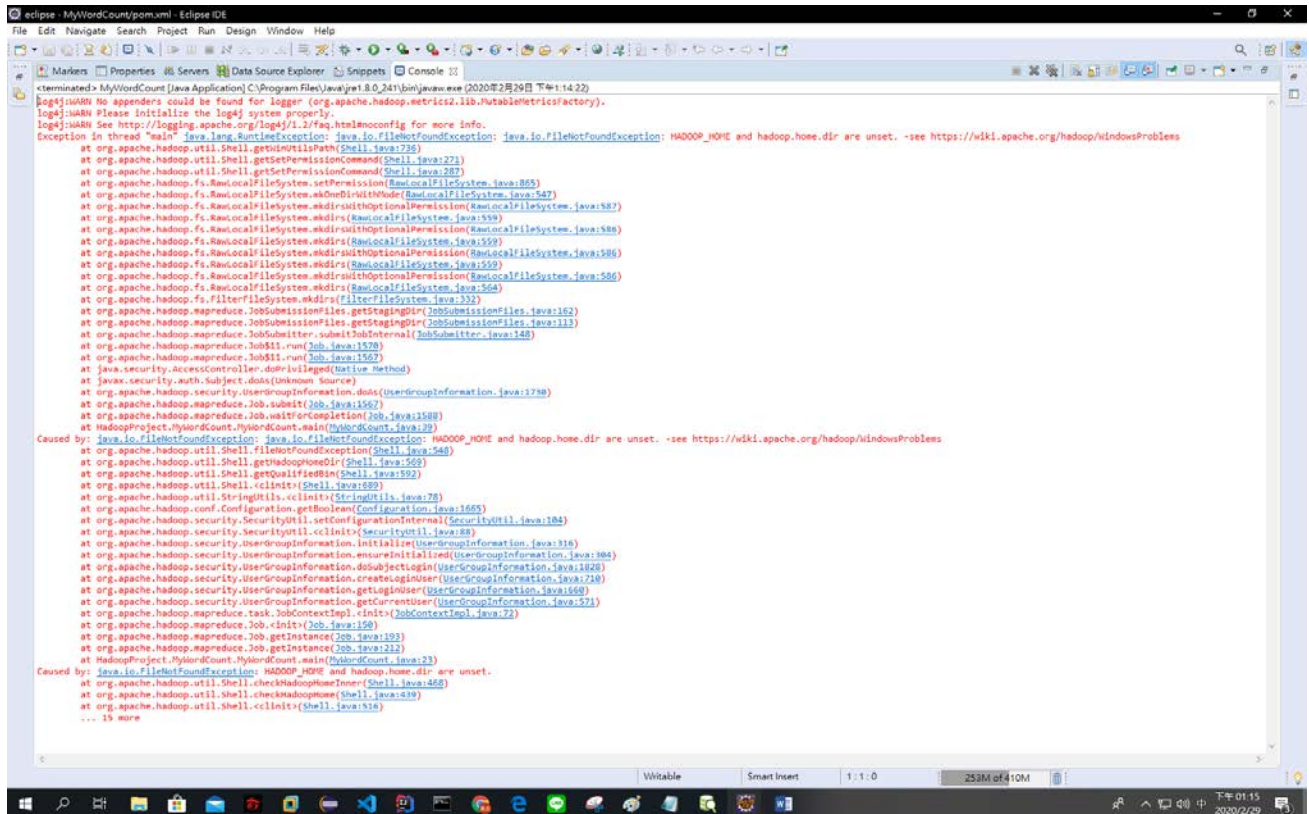 eclipse - MyWordCount/pom.xml - Eclipse IDE
File Edit Navigate Search Project Run Design Window Help
Markers Properties Servers Data Source Explorer Snippets Console
<terminated> MyWordCount [Java Application] C:\Program Files\Java\jre1.8.0_241\bin\javaw.exe (2020年2月29日 下午1:14:22)
log4j:WARN No appenders could be found for logger (org.apache.hadoop.metrics2.lib.MutableMetricsFactory).
log4j:WARN Please initialize the log4j system properly.
log4j:WARN See http://logging.apache.org/log4j/1.2/faq.html#noconfig for more info.
Exception in thread "main" java.lang.RuntimeException: java.io.FileNotFoundException: java.io.FileNotFoundException: HADOOP_HOME and hadoop.home.dir are unset. -see https://wiki.apache.org/hadoop/WindowsProblems
at org.apache.hadoop.util.Shell.getWinUtilsPath(Shell.java:736)
at org.apache.hadoop.util.Shell.getSetPermissionCommand(Shell.java:271)
at org.apache.hadoop.util.Shell.getSetPermissionCommand(Shell.java:287)
at org.apache.hadoop.fs.RawLocalFileSystem.setPermission(RawLocalFileSystem.java:865)
at org.apache.hadoop.fs.RawLocalFileSystem.mkOneDirWithMode(RawLocalFileSystem.java:547)
at org.apache.hadoop.fs.RawLocalFileSystem.mkdirsWithOptionalPermission(RawLocalFileSystem.java:587)
at org.apache.hadoop.fs.RawLocalFileSystem.mkdirs(RawLocalFileSystem.java:559)
at org.apache.hadoop.fs.RawLocalFileSystem.mkdirsWithOptionalPermission(RawLocalFileSystem.java:586)
at org.apache.hadoop.fs.RawLocalFileSystem.mkdirs(RawLocalFileSystem.java:559)
at org.apache.hadoop.fs.RawLocalFileSystem.mkdirsWithOptionalPermission(RawLocalFileSystem.java:586)
at org.apache.hadoop.fs.RawLocalFileSystem.mkdirs(RawLocalFileSystem.java:559)
at org.apache.hadoop.fs.RawLocalFileSystem.mkdirsWithOptionalPermission(RawLocalFileSystem.java:586)
at org.apache.hadoop.fs.RawLocalFileSystem.mkdirs(RawLocalFileSystem.java:564)
at org.apache.hadoop.fs.FilterFileSystem.mkdirs(FilterFileSystem.java:332)
at org.apache.hadoop.mapreduce.JobSubmissionFiles.getStagingDir(JobSubmissionFiles.java:162)
at org.apache.hadoop.mapreduce.JobSubmissionFiles.getStagingDir(JobSubmissionFiles.java:113)
at org.apache.hadoop.mapreduce.JobSubmitter.submitJobInternal(JobSubmitter.java:148)
at org.apache.hadoop.mapreduce.Job$11.run(Job.java:1570)
at org.apache.hadoop.mapreduce.Job$11.run(Job.java:1567)
at java.security.AccessController.doPrivileged(Native Method)
at javax.security.auth.Subject.doAs(Unknown Source)
at org.apache.hadoop.security.UserGroupInformation.doAs(UserGroupInformation.java:1730)
at org.apache.hadoop.mapreduce.Job.submit(Job.java:1567)
at org.apache.hadoop.mapreduce.Job.waitForCompletion(Job.java:1588)
at HadoopProject.MyWordCount.MyWordCount.main(MyWordCount.java:39)
Caused by: java.io.FileNotFoundException: java.io.FileNotFoundException: HADOOP_HOME and hadoop.home.dir are unset. -see https://wiki.apache.org/hadoop/WindowsProblems
at org.apache.hadoop.util.Shell.fileNotFoundException(Shell.java:548)
at org.apache.hadoop.util.Shell.getHadoopHomeDir(Shell.java:569)
at org.apache.hadoop.util.Shell.getQualifiedBin(Shell.java:592)
at org.apache.hadoop.util.Shell.<clinit>(Shell.java:689)
at org.apache.hadoop.util.StringUtils.<clinit>(StringUtils.java:78)
at org.apache.hadoop.conf.Configuration.getBoolean(Configuration.java:1665)
at org.apache.hadoop.security.SecurityUtil.setConfigurationInternal(SecurityUtil.java:104)
at org.apache.hadoop.security.SecurityUtil.<clinit>(SecurityUtil.java:88)
at org.apache.hadoop.security.UserGroupInformation.initialize(UserGroupInformation.java:316)
at org.apache.hadoop.security.UserGroupInformation.ensureInitialized(UserGroupInformation.java:304)
at org.apache.hadoop.security.UserGroupInformation.doSubjectLogin(UserGroupInformation.java:1828)
at org.apache.hadoop.security.UserGroupInformation.createLoginUser(UserGroupInformation.java:710)
at org.apache.hadoop.security.UserGroupInformation.getLoginUser(UserGroupInformation.java:660)
at org.apache.hadoop.security.UserGroupInformation.getCurrentUser(UserGroupInformation.java:571)
at org.apache.hadoop.mapreduce.task.JobContextImpl.<init>(JobContextImpl.java:72)
at org.apache.hadoop.mapreduce.Job.<init>(Job.java:150)
at org.apache.hadoop.mapreduce.Job.getInstance(Job.java:193)
at org.apache.hadoop.mapreduce.Job.getInstance(Job.java:212)
at HadoopProject.MyWordCount.MyWordCount.main(MyWordCount.java:23)
Caused by: java.io.FileNotFoundException: HADOOP_HOME and hadoop.home.dir are unset.
at org.apache.hadoop.util.Shell.checkHadoopHomeInner(Shell.java:468)
at org.apache.hadoop.util.Shell.checkHadoopHome(Shell.java:439)
at org.apache.hadoop.util.Shell.<clinit>(Shell.java:516)
... 15 more
Writable Smart Insert 1:1:0 253M of 410M
中 下午 01:15
2020/2/29